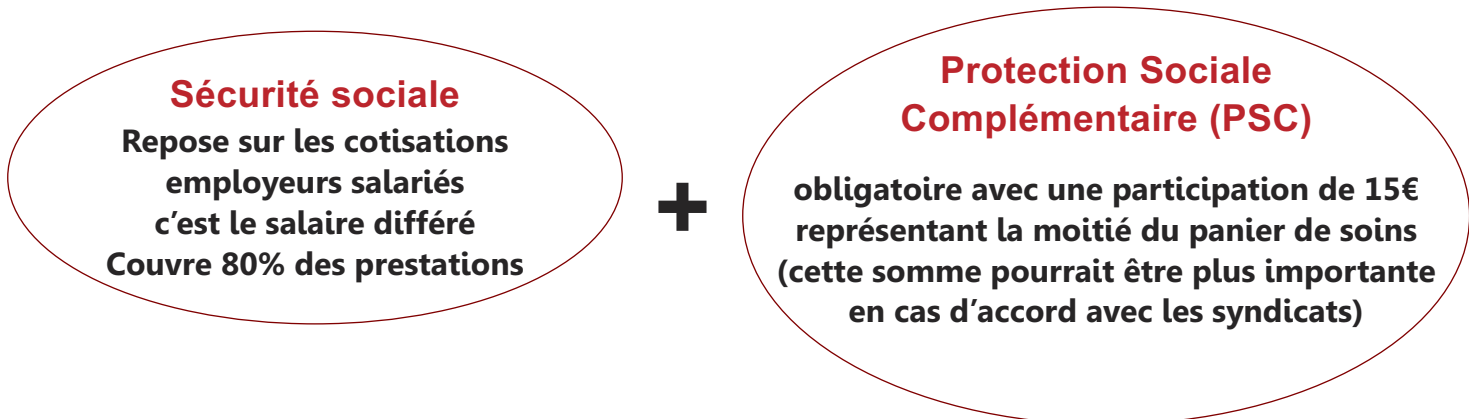 Sécurité sociale
Repose sur les cotisations
employeurs salariés
c’est le salaire différé
Couvre 80% des prestations
+
Protection Sociale
Complémentaire (PSC)
obligatoire avec une participation de 15€
représentant la moitié du panier de soins
(cette somme pourrait être plus importante
en cas d’accord avec les syndicats)